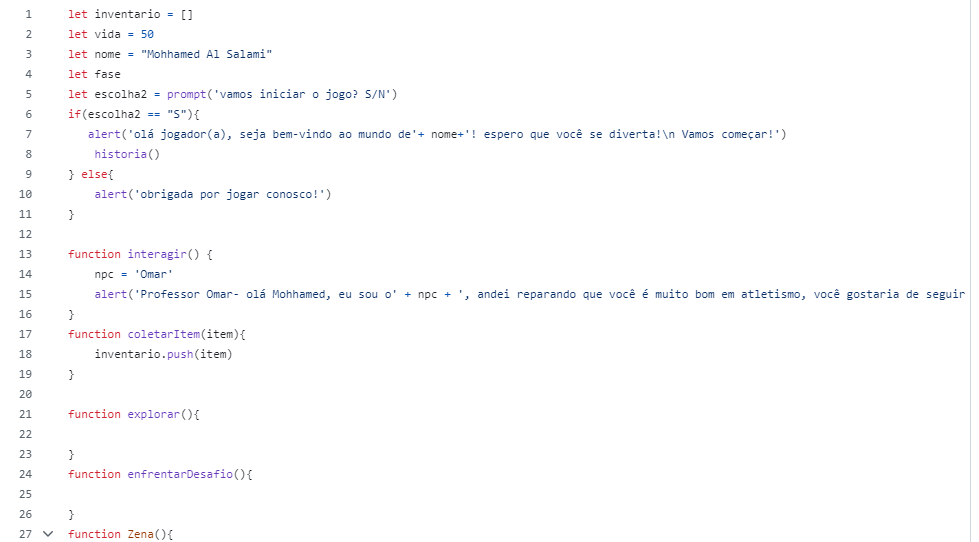 1 let inventario = []
2 let vida = 50
3 let nome = "Mohhamed Al Salami"
4 let fase
5 let escolha2 = prompt('vamos iniciar o jogo? S/N')
6 if(escolha2 == "S"){
7 alert('olá jogador(a), seja bem-vindo ao mundo de'+ nome+'! espero que você se divirta!\n Vamos começar!')
8 historia()
9 } else{
10 alert('obrigada por jogar conosco!')
11 }
12
13 function interagir() {
14 npc = 'Omar'
15 alert('Professor Omar- olá Mohhamed, eu sou o' + npc + ', andei reparando que você é muito bom em atletismo, você gostaria de seguir
16 }
17 function coletarItem(item){
18 inventario.push(item)
19 }
20
21 function explorar(){
22
23 }
24 function enfrentarDesafio(){
25
26 }
27 function Zena(){